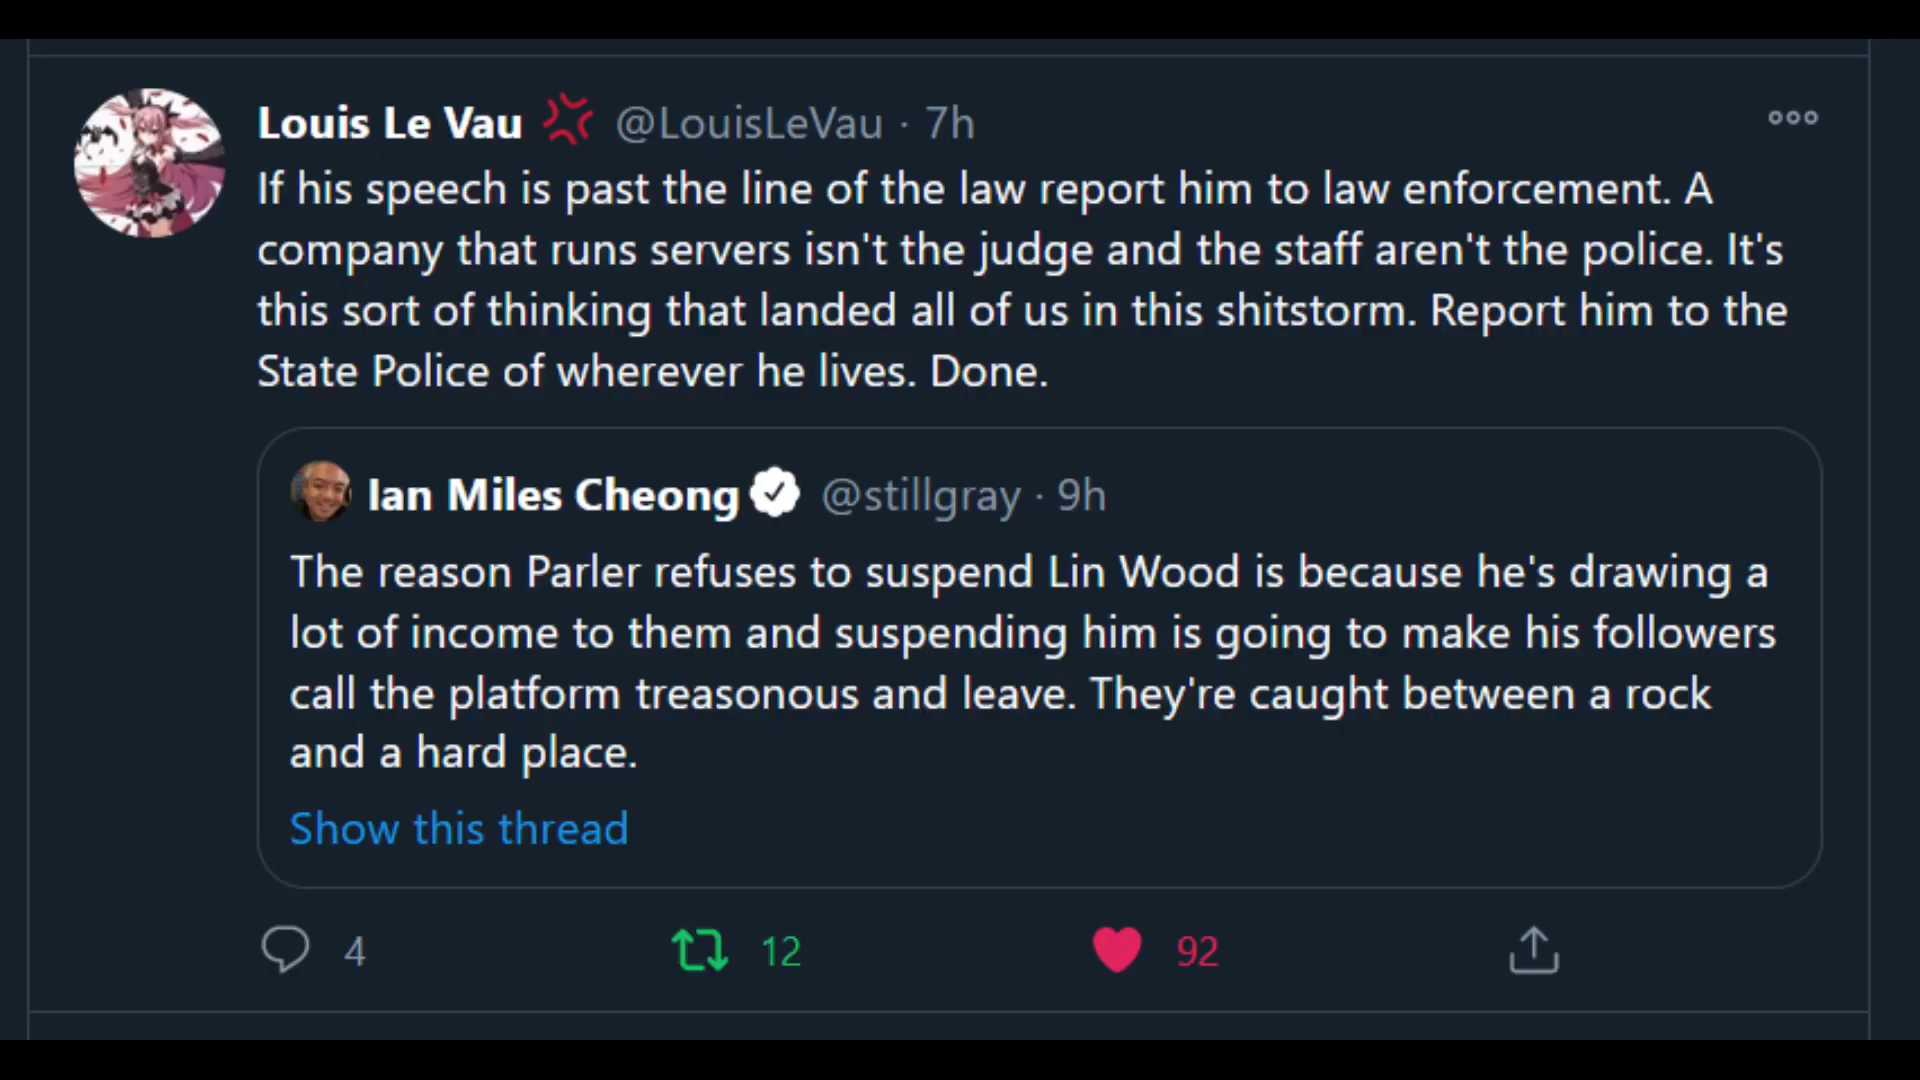 Louis Le Vau 💢 @LouisLeVau · 7h
If his speech is past the line of the law report him to law enforcement. A
company that runs servers isn't the judge and the staff aren't the police. It's
this sort of thinking that landed all of us in this shitstorm. Report him to the
State Police of wherever he lives. Done.
Ian Miles Cheong @stillgray · 9h
The reason Parler refuses to suspend Lin Wood is because he's drawing a
lot of income to them and suspending him is going to make his followers
call the platform treasonous and leave. They're caught between a rock
and a hard place.
Show this thread
4 12 92